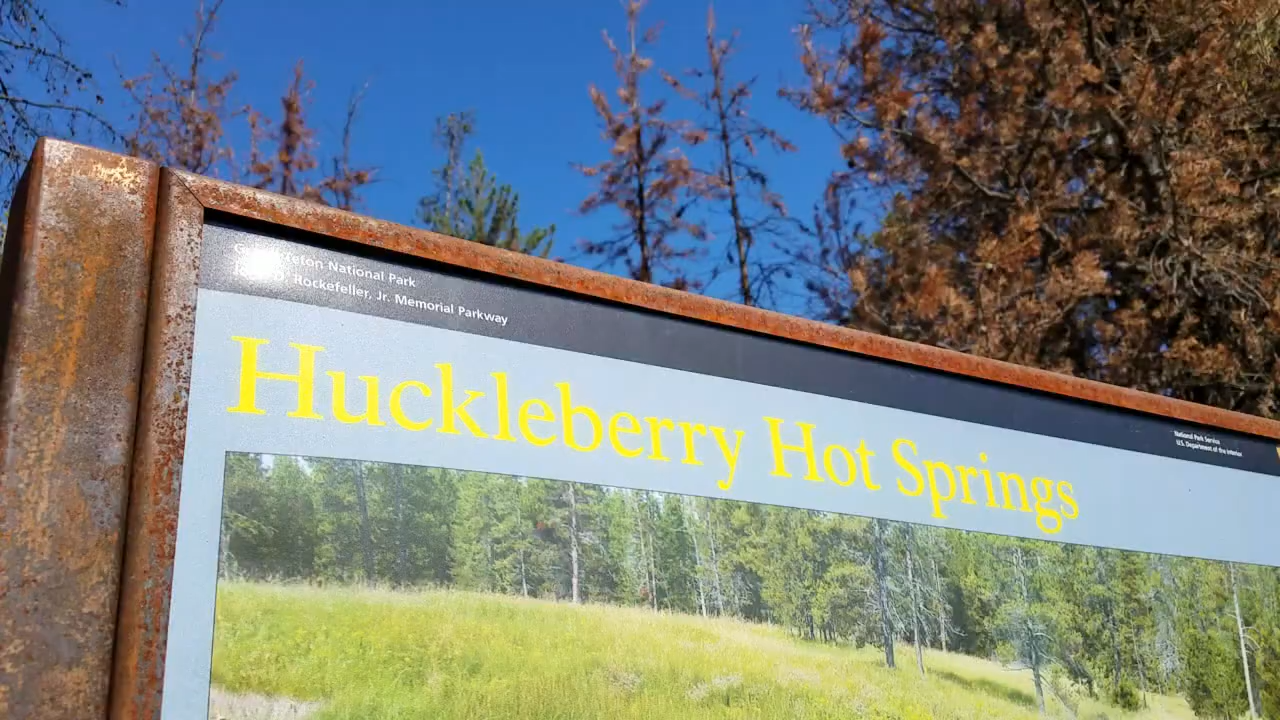 Teton National Park
Rockefeller, Jr. Memorial Parkway
Huckleberry Hot Springs
National Park Service
U.S. Department of the Interior